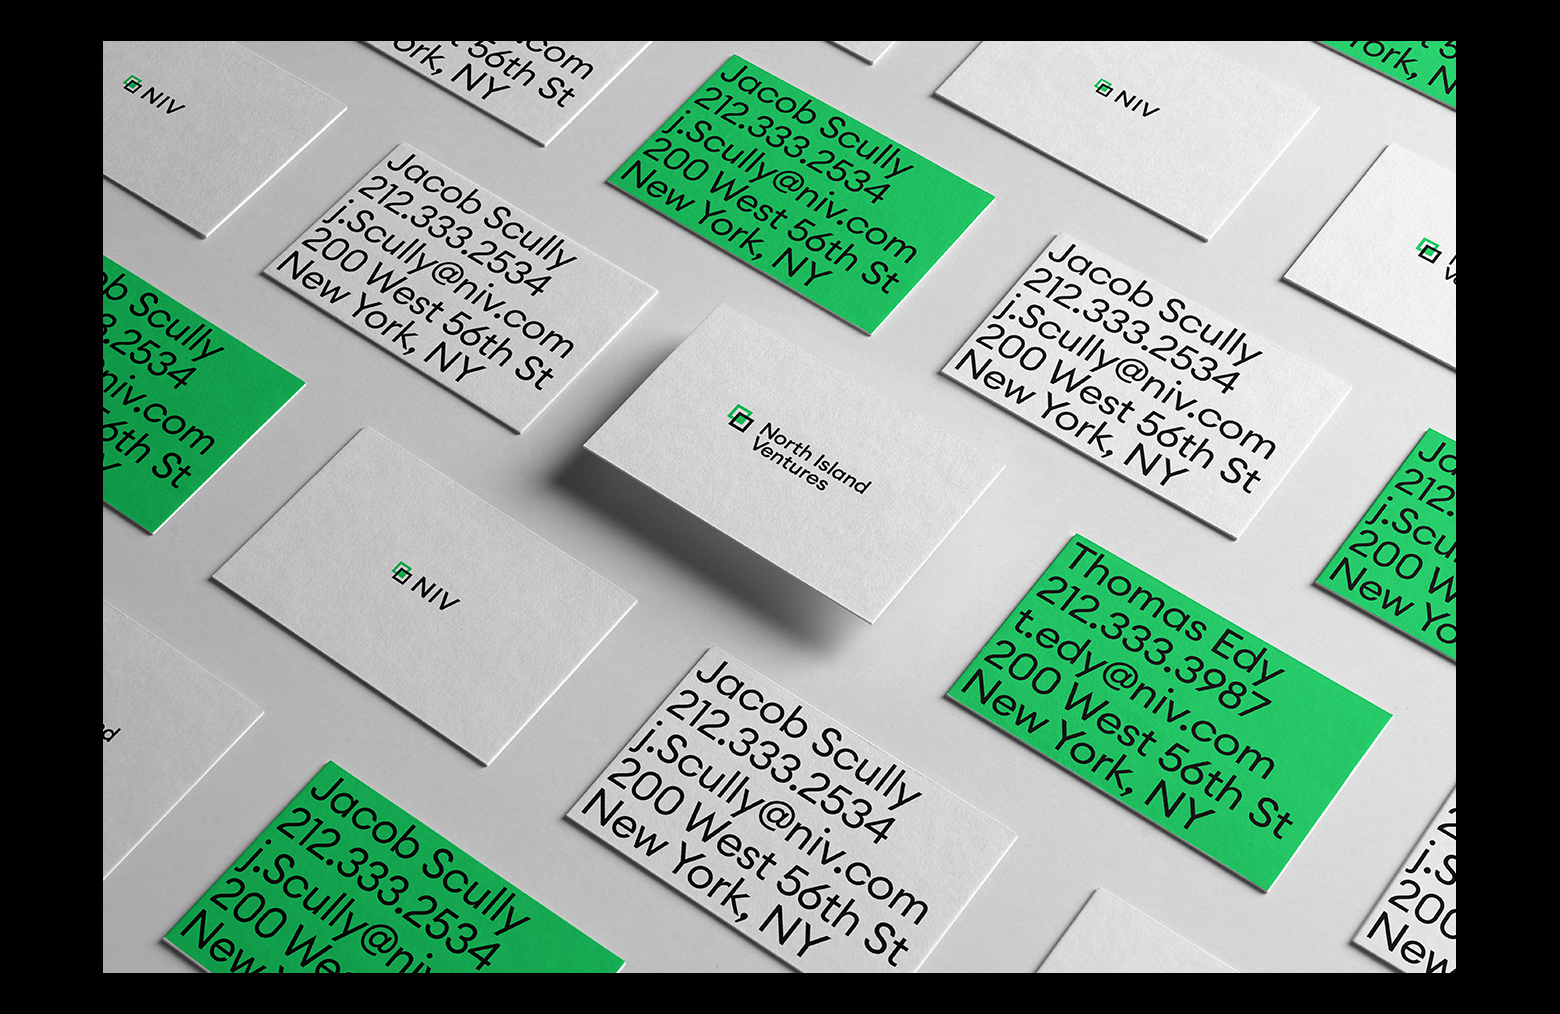 .com
56th St
York, NY
NIV
Jacob Scully
212.333.2534
j.Scully@niv.com
200 West 56th St
New York, NY
NIV
York, N
Jacob Scully
212.333.2534
j.Scully@niv.com
200 West 56th St
New York, NY
Jacob Scully
212.333.2534
j.Scully@niv.com
200 West 56th St
New York, NY
ob Scully
3.2534
niv.com
56th St
North Island
Ventures
Ja
212.
j.Scu
200 W
New Yo
NIV
Thomas Edy
212.333.3987
t.edy@niv.com
200 West 56th St
New York, NY
Jacob Scully
212.333.2534
j.Scully@niv.com
200 West 56th St
New York, NY
Jacob Scully
212.333.2534
j.Scully@niv
200 We
New
2
j.S
200
New